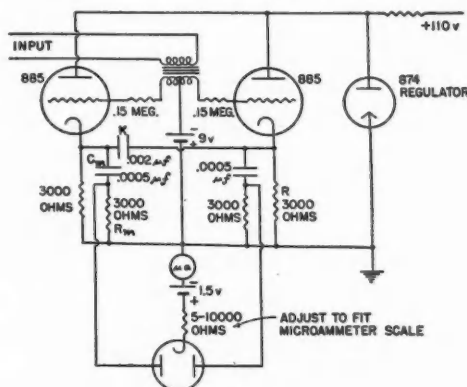 +110 v
INPUT
885
885
874
REGULATOR
.15 MEG.
.15 MEG.
9v
K
.002 μf
C
.0005 μf
.0005
μf
3000
OHMS
3000
OHMS
3000
OHMS
R
3000
OHMS
μa
1.5v
5-10000
OHMS
ADJUST TO FIT
MICROAMMETER SCALE